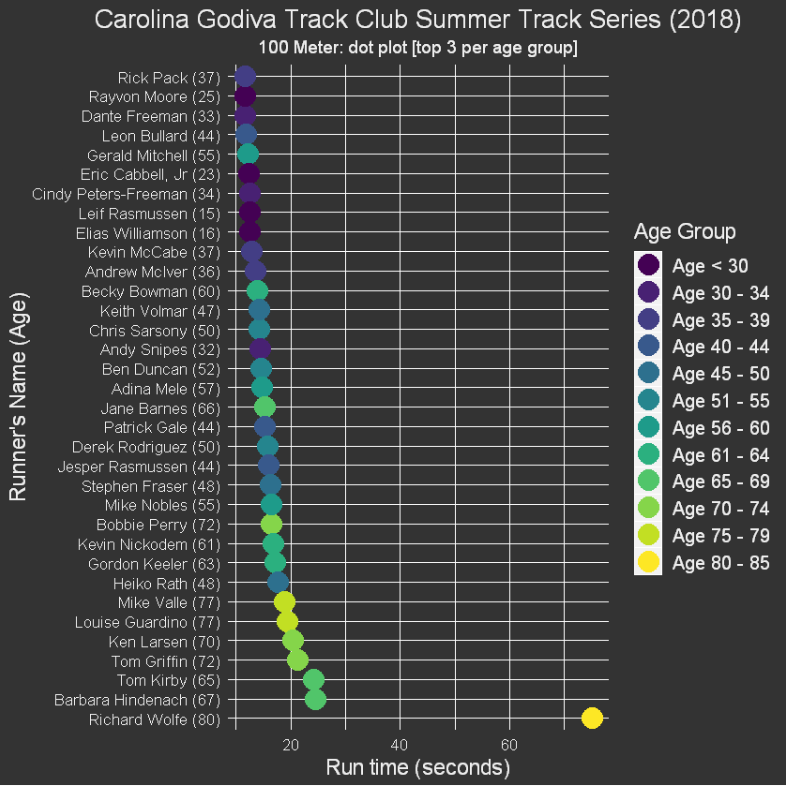 Carolina Godiva Track Club Summer Track Series (2018)
100 Meter: dot plot [top 3 per age group]
Runner's Name (Age)
Rick Pack (37)
Rayvon Moore (25)
Dante Freeman (33)
Leon Bullard (44)
Gerald Mitchell (55)
Eric Cabbell, Jr (23)
Cindy Peters-Freeman (34)
Leif Rasmussen (15)
Elias Williamson (16)
Kevin McCabe (37)
Andrew McIver (36)
Becky Bowman (60)
Keith Volmar (47)
Chris Sarsony (50)
Andy Snipes (32)
Ben Duncan (52)
Adina Mele (57)
Jane Barnes (66)
Patrick Gale (44)
Derek Rodriguez (50)
Jesper Rasmussen (44)
Stephen Fraser (48)
Mike Nobles (55)
Bobbie Perry (72)
Kevin Nickodem (61)
Gordon Keeler (63)
Heiko Rath (48)
Mike Valle (77)
Louise Guardino (77)
Ken Larsen (70)
Tom Griffin (72)
Tom Kirby (65)
Barbara Hindenach (67)
Richard Wolfe (80)
20 40 60
Run time (seconds)
Age Group
Age < 30
Age 30 - 34
Age 35 - 39
Age 40 - 44
Age 45 - 50
Age 51 - 55
Age 56 - 60
Age 61 - 64
Age 65 - 69
Age 70 - 74
Age 75 - 79
Age 80 - 85